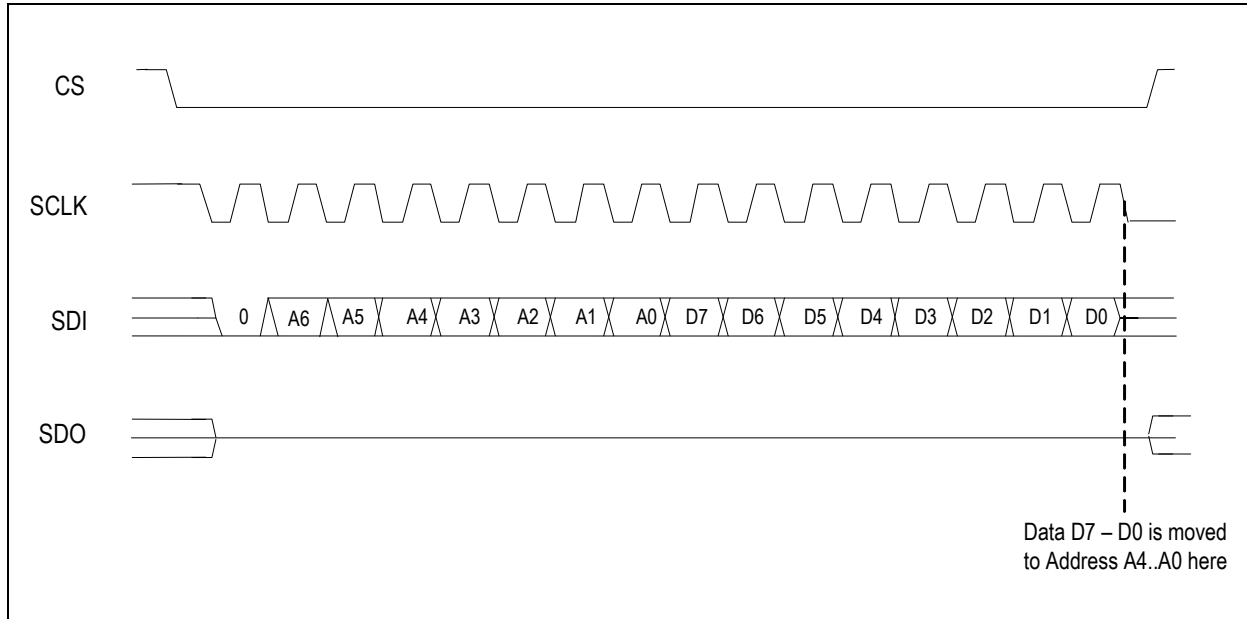 CS
SCLK
SDI
0 A6 A5 A4 A3 A2 A1 A0 D7 D6 D5 D4 D3 D2 D1 D0
SDO
Data D7 – D0 is moved
to Address A4..A0 here